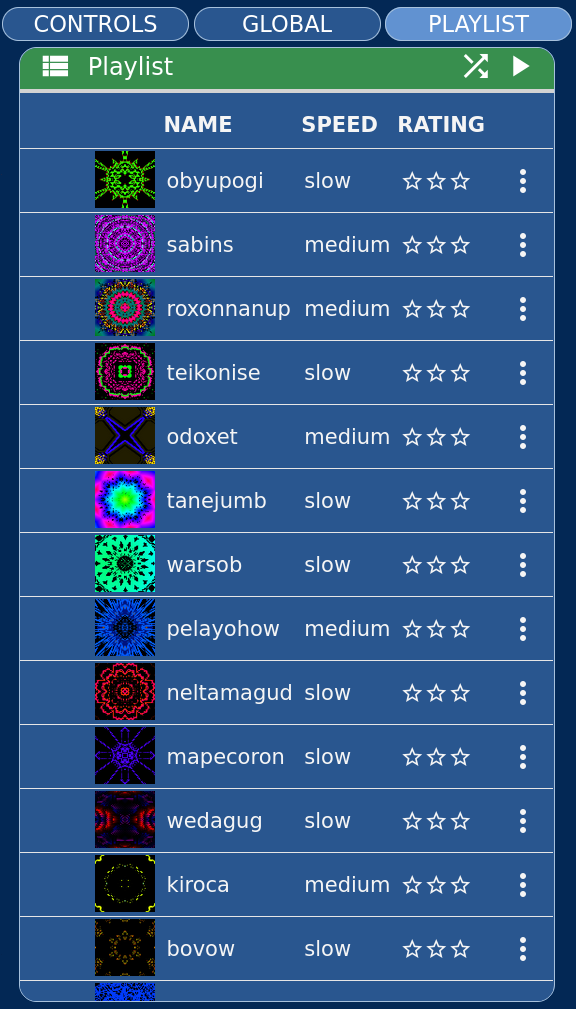 CONTROLS GLOBAL PLAYLIST
Playlist
NAME SPEED RATING
obyupogi slow
sabins medium
roxonnanup medium
teikonise slow
odoxet medium
tanejumb slow
warsob slow
pelayohow medium
neltamagud slow
mapecoron slow
wedagug slow
kiroca medium
bovow slow